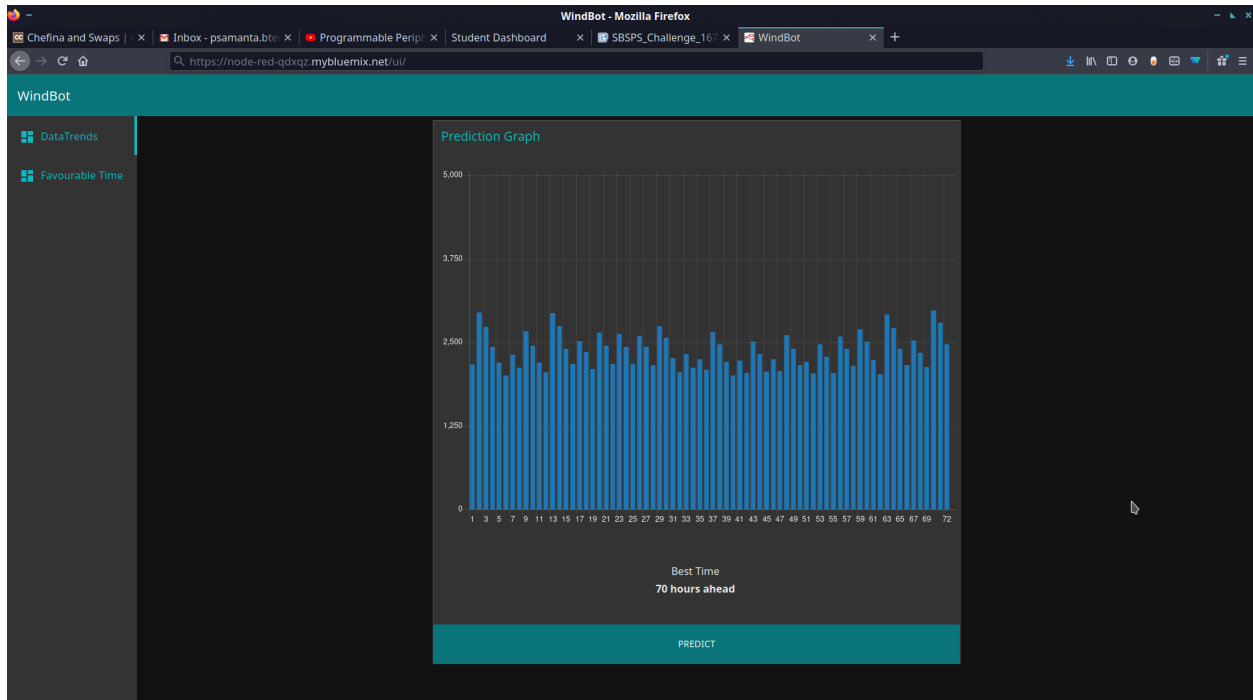 WindBot - Mozilla Firefox
Chefina and Swaps |
Inbox - psamanta.bte
Programmable Periph
Student Dashboard
SBSPS_Challenge_167
WindBot
https://node-red-qdxqz.mybluemix.net/ui/
WindBot
DataTrends
Favourable Time
Prediction Graph
5,000
3,750
2,500
1,250
0
1 3 5 7 9 11 13 15 17 19 21 23 25 27 29 31 33 35 37 39 41 43 45 47 49 51 53 55 57 59 61 63 65 67 69 72
Best Time
70 hours ahead
PREDICT